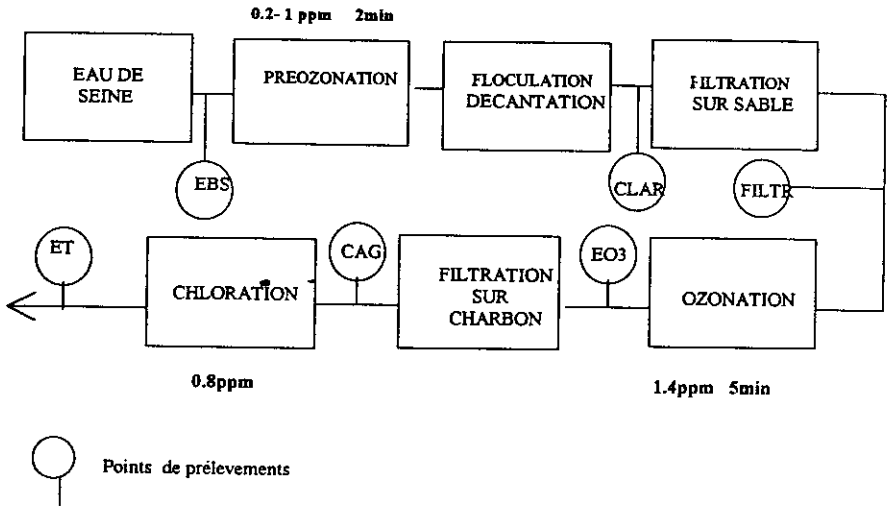 0.2- 1 ppm 2min
EAU DE
SEINE
PREOZONATION
FLOCULATION
DECANTATION
FILTRATION
SUR SABLE
EBS
CLAR
FILTR
ET
CAG
EO3
CHLORATION
FILTRATION
SUR
CHARBON
OZONATION
0.8ppm
1.4ppm 5min
Points de prélevements